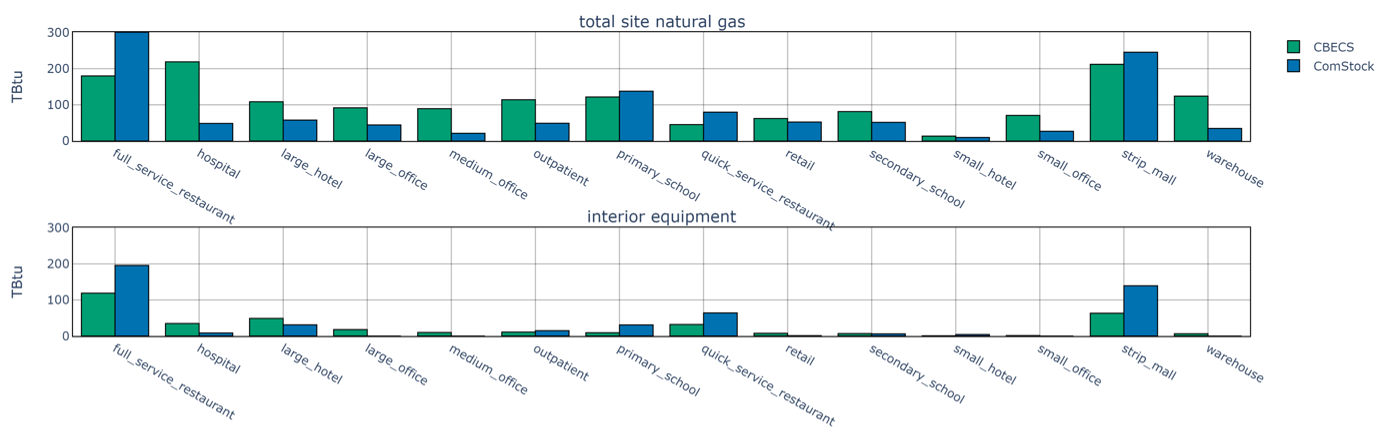 total site natural gas
TBtu
300
200
100
0
CBECS
ComStock
full_service_restaurant
hospital
large_hotel
large_office
medium_office
outpatient
primary_school
quick_service_restaurant
retail
secondary_school
small_hotel
small_office
strip_mall
warehouse
interior equipment
TBtu
300
200
100
0
full_service_restaurant
hospital
large_hotel
large_office
medium_office
outpatient
primary_school
quick_service_restaurant
retail
secondary_school
small_hotel
small_office
strip_mall
warehouse